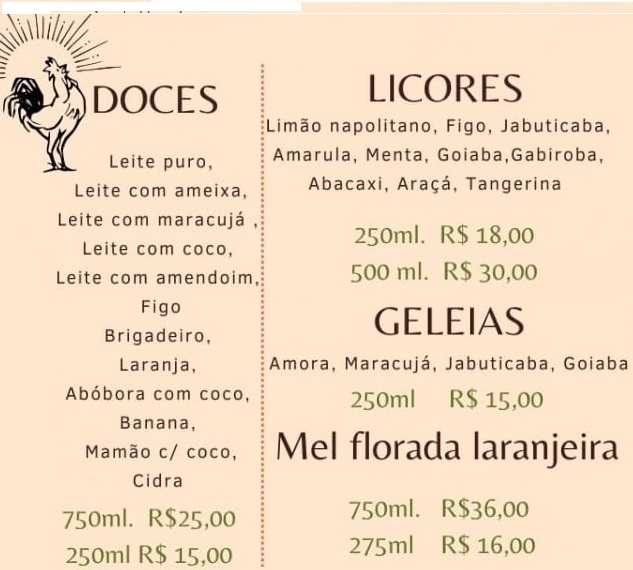 DOCES
Leite puro,
Leite com ameixa,
Leite com maracujá ,
Leite com coco,
Leite com amendoim,
Figo
Brigadeiro,
Laranja,
Abóbora com coco,
Banana,
Mamão c/ coco,
Cidra
750ml. R$25,00
250ml R$ 15,00
LICORES
Limão napolitano, Figo, Jabuticaba,
Amarula, Menta, Goiaba,Gabiroba,
Abacaxi, Araçá, Tangerina
250ml. R$ 18,00
500 ml. R$ 30,00
GELEIAS
Amora, Maracujá, Jabuticaba, Goiaba
250ml R$ 15,00
Mel florada laranjeira
750ml. R$36,00
275ml R$ 16,00